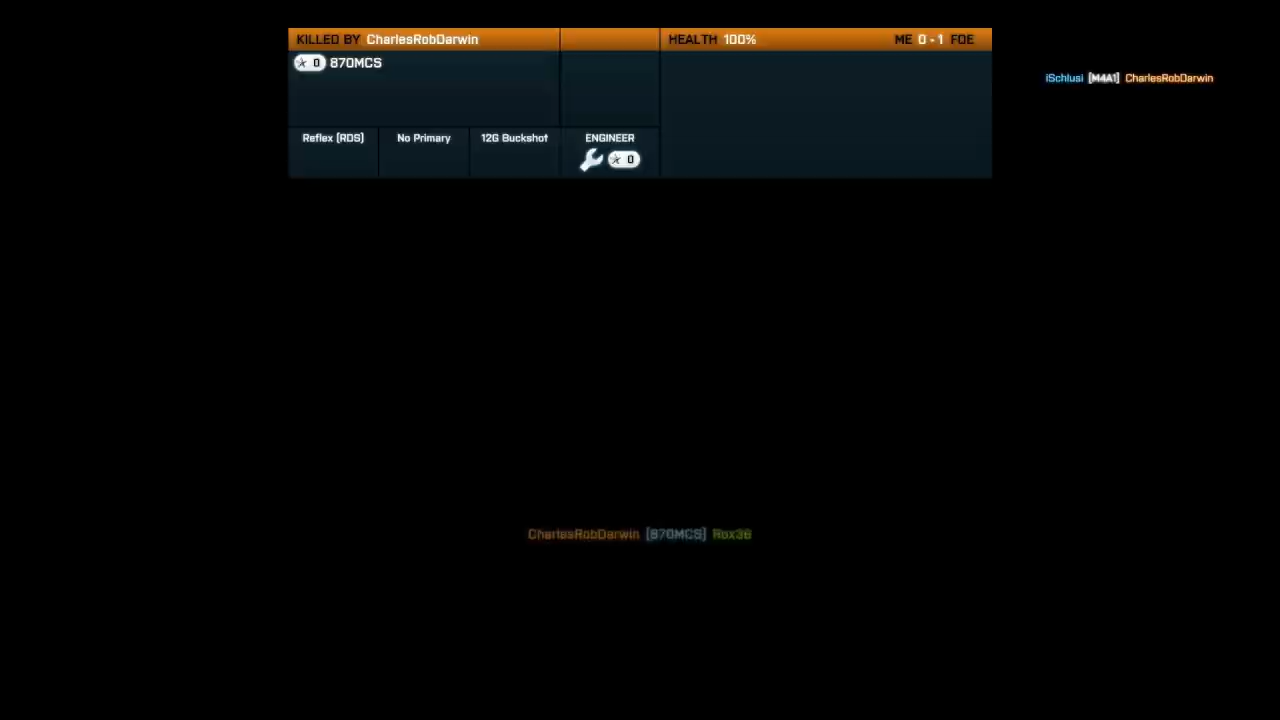 KILLED BY CharlesRobDarwin HEALTH 100% ME 0 - 1 FOE
0 870MCS
iSchlusi [M4A1] CharlesRobDarwin
Reflex [RDS] No Primary 12G Buckshot ENGINEER
0
CharlesRobDarwin [870MCS] Rox36